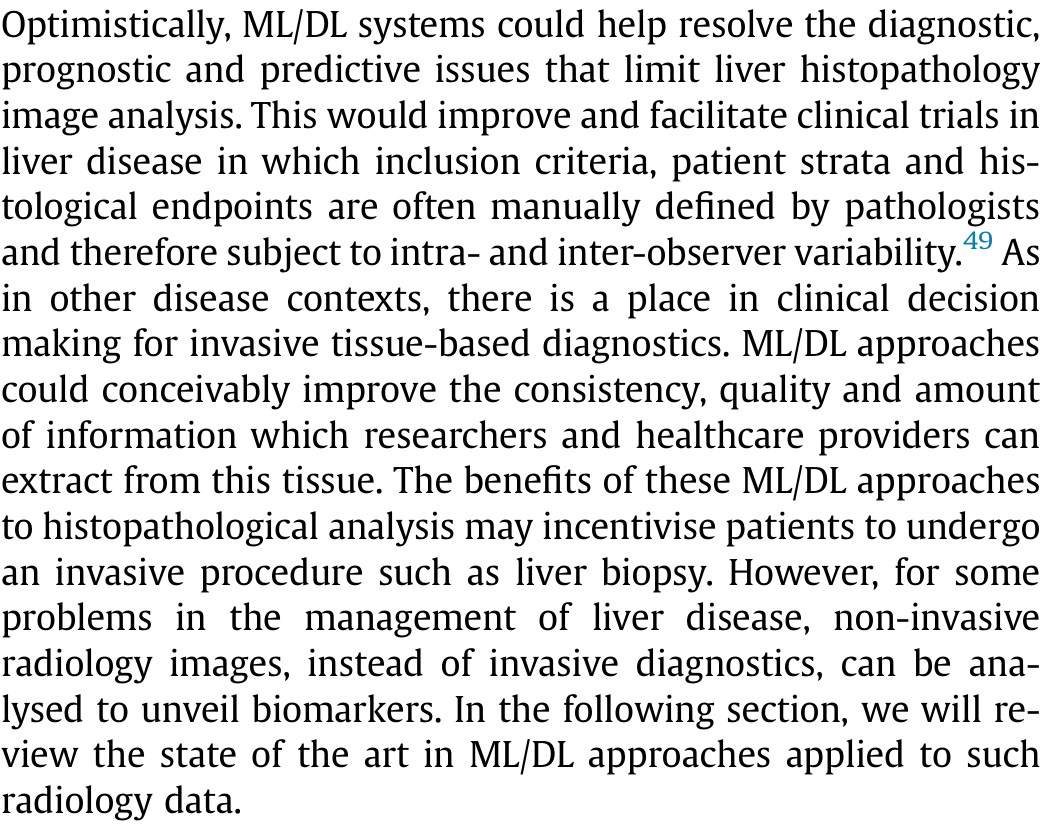 Optimistically, ML/DL systems could help resolve the diagnostic,
prognostic and predictive issues that limit liver histopathology
image analysis. This would improve and facilitate clinical trials in
liver disease in which inclusion criteria, patient strata and his-
tological endpoints are often manually defined by pathologists
and therefore subject to intra- and inter-observer variability.49 As
in other disease contexts, there is a place in clinical decision
making for invasive tissue-based diagnostics. ML/DL approaches
could conceivably improve the consistency, quality and amount
of information which researchers and healthcare providers can
extract from this tissue. The benefits of these ML/DL approaches
to histopathological analysis may incentivise patients to undergo
an invasive procedure such as liver biopsy. However, for some
problems in the management of liver disease, non-invasive
radiology images, instead of invasive diagnostics, can be ana-
lysed to unveil biomarkers. In the following section, we will re-
view the state of the art in ML/DL approaches applied to such
radiology data.